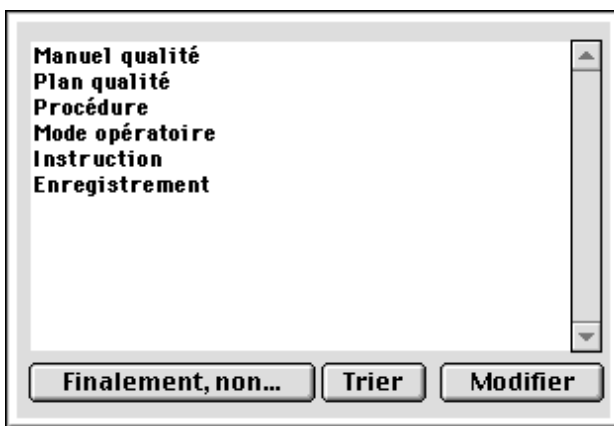 Manuel qualité
Plan qualité
Procédure
Mode opératoire
Instruction
Enregistrement
Finalement, non... Trier Modifier